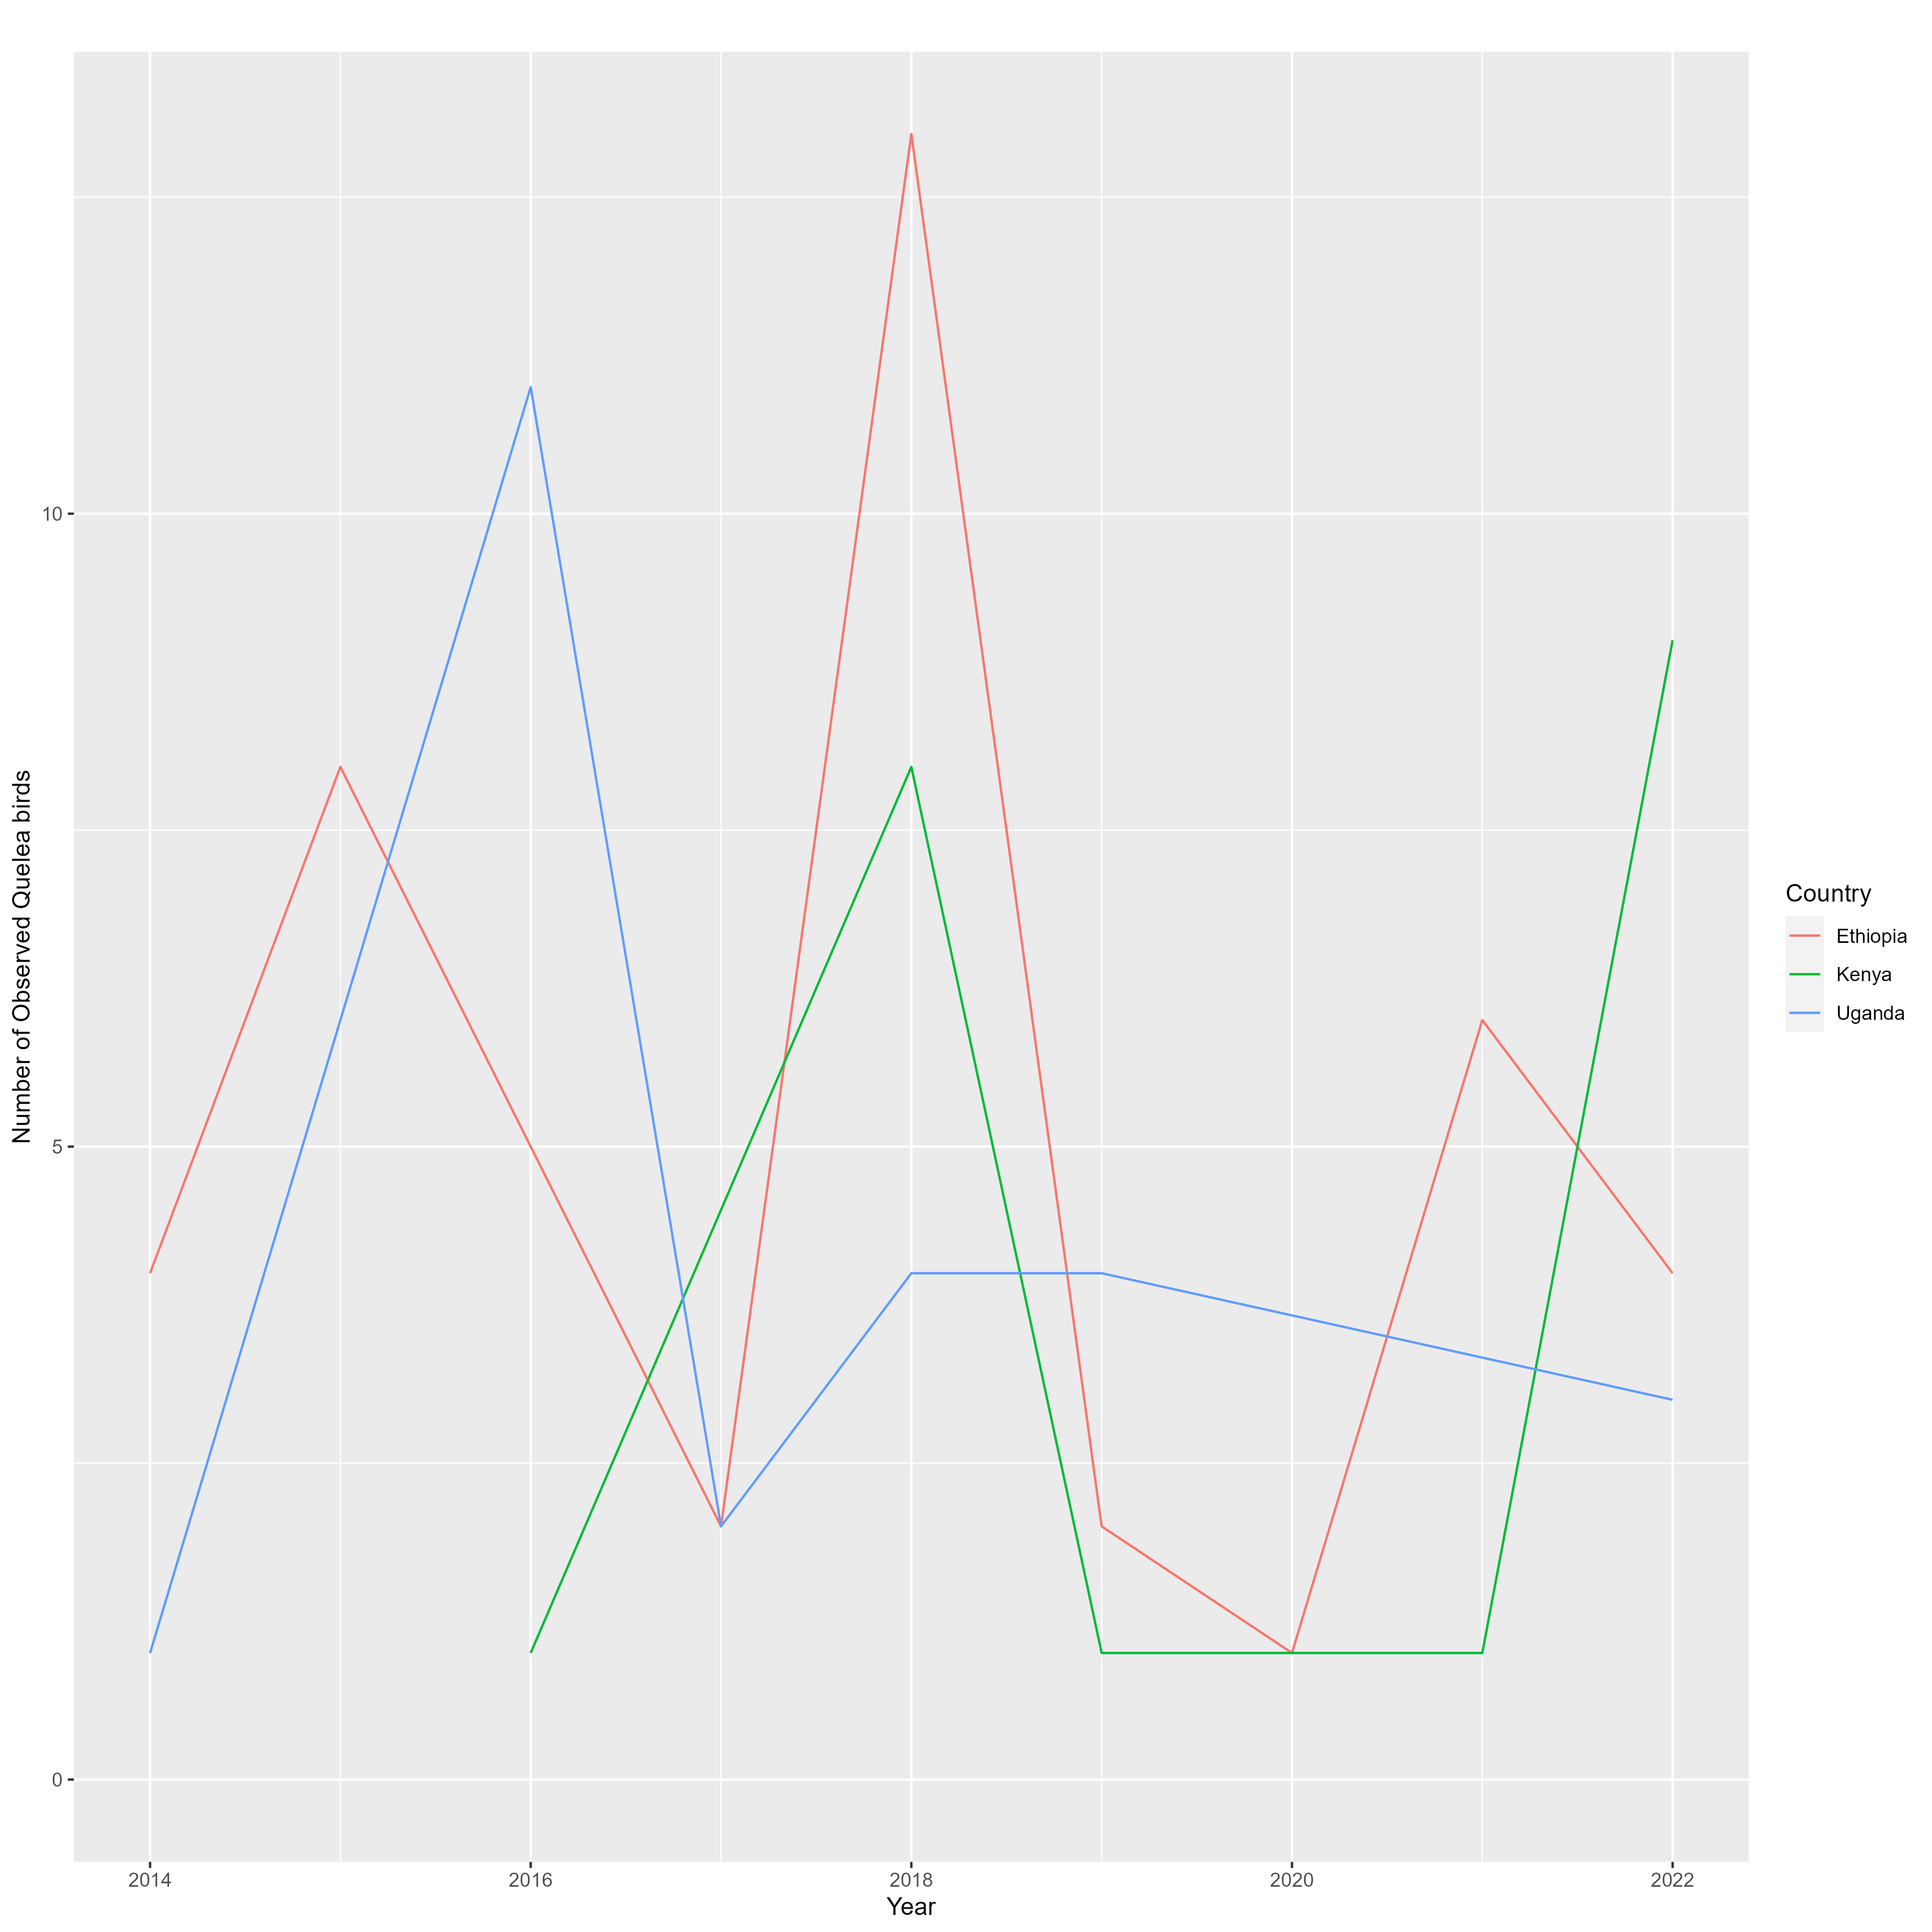 Number of Observed Quelea birds
10
5
0
2014
2016
2018
2020
2022
Year
Country
Ethiopia
Kenya
Uganda